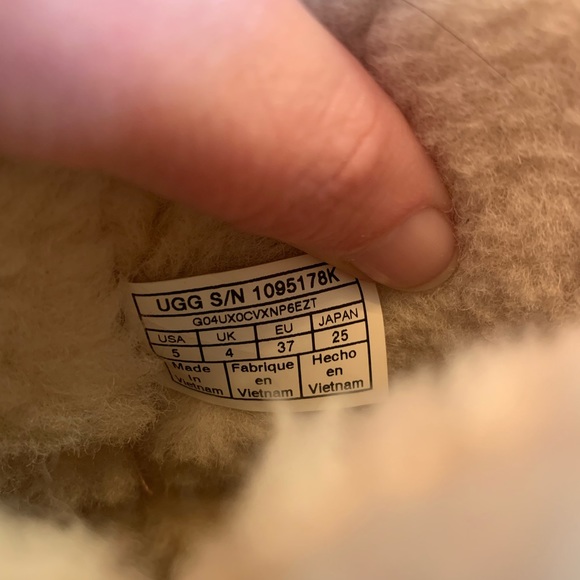 UGG S/N 1095178K
G04UX0CVXNP6EZT
USA UK EU JAPAN
5 4 37 25
Made in Vietnam
Fabrique en Vietnam
Hecho en Vietnam